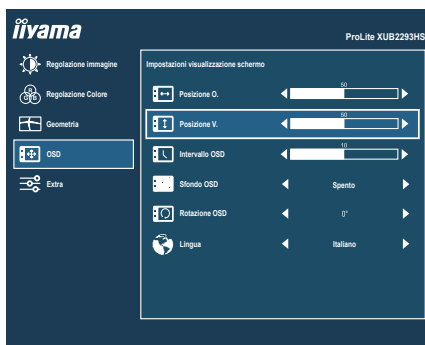 iiyama
ProLite XUB2293HS
Regolazione immagine
Regolazione Colore
Geometria
OSD
Extra
Impostazioni visualizzazione schermo
Posizione O.
50
Posizione V.
50
Intervallo OSD
10
Sfondo OSD
Spento
Rotazione OSD
0°
Lingua
Italiano